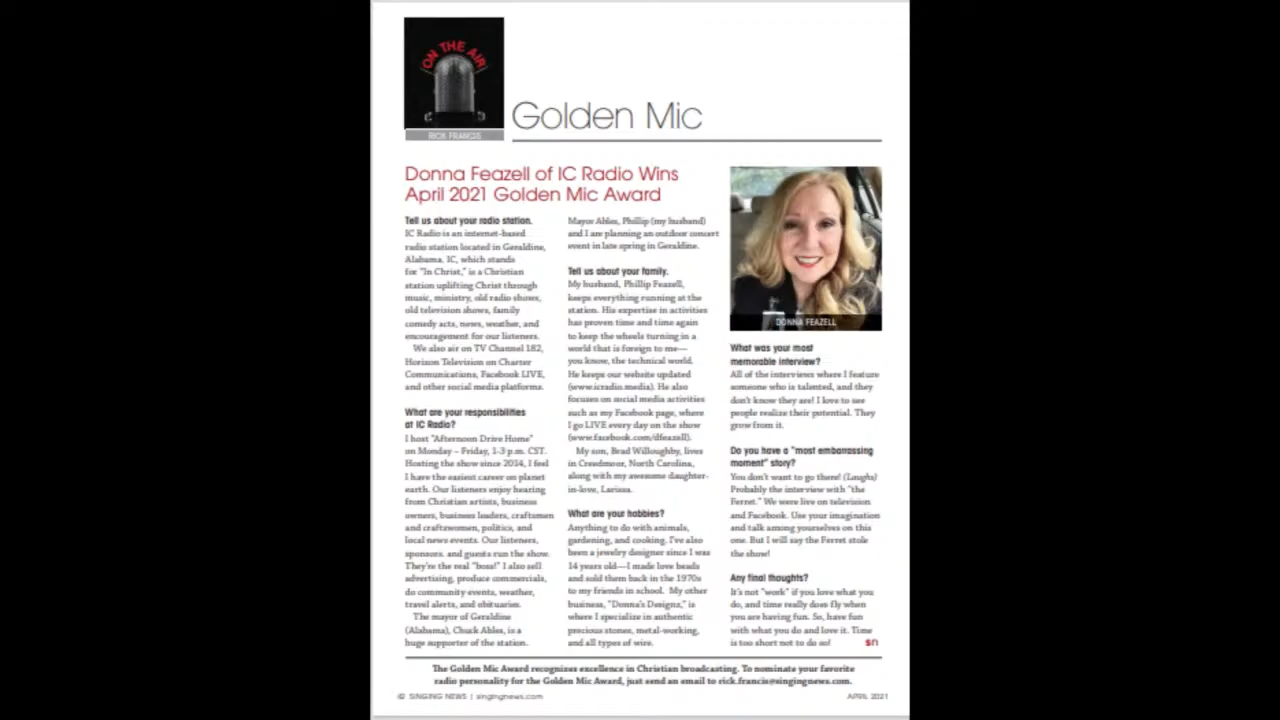 ON THE AIR
RICK FRANCIS
Golden Mic
Donna Feazell of IC Radio Wins
April 2021 Golden Mic Award
Tell us about your radio station.
IC Radio is an internet-based
radio station located in Geraldine,
Alabama. IC, which stands
for "In Christ," is a Christian
station uplifting Christ through
music, ministry, old radio shows,
old television shows, family
comedy acts, news, weather, and
encouragement for our listeners.
We also air on TV Channel 182,
Horizon Television on Charter
Communications, Facebook LIVE,
and other social media platforms.
What are your responsibilities
at IC Radio?
I host "Afternoon Drive Home"
on Monday – Friday, 1-3 p.m. CST.
Hosting the show since 2014, I feel
I have the easiest career on planet
earth. Our listeners enjoy hearing
from Christian artists, business
owners, business leaders, craftsmen
and craftswomen, politics, and
local news events. Our listeners,
sponsors, and guests run the show.
They're the real "boss!" I also sell
advertising, produce commercials,
do community events, weather,
travel alerts, and obituaries.
The mayor of Geraldine
(Alabama), Chuck Ables, is a
huge supporter of the station.
Mayor Ables, Phillip (my husband)
and I are planning an outdoor concert
event in late spring in Geraldine.
Tell us about your family.
My husband, Phillip Feazell,
keeps everything running at the
station. His expertise in activities
has proven time and time again
to keep the wheels turning in a
world that is foreign to me—
you know, the technical world.
He keeps our website updated
(www.icradio.media). He also
focuses on social media activities
such as my Facebook page, where
I go LIVE every day on the show
(www.facebook.com/dfeazell).
My son, Brad Willoughby, lives
in Creedmoor, North Carolina,
along with my awesome daughter-
in-love, Larissa.
What are your hobbies?
Anything to do with animals,
gardening, and cooking. I've also
been a jewelry designer since I was
14 years old—I made love beads
and sold them back in the 1970s
to my friends in school. My other
business, "Donna's Designz," is
where I specialize in authentic
precious stones, metal-working,
and all types of wire.
DONNA FEAZELL
What was your most
memorable interview?
All of the interviews where I feature
someone who is talented, and they
don't know they are! I love to see
people realize their potential. They
grow from it.
Do you have a "most embarrassing
moment" story?
You don't want to go there! (Laughs)
Probably the interview with "the
Ferret." We were live on television
and Facebook. Use your imagination
and talk among yourselves on this
one. But I will say the Ferret stole
the show!
Any final thoughts?
It's not "work" if you love what you
do, and time really does fly when
you are having fun. So, have fun
with what you do and love it. Time
is too short not to do so! sn
The Golden Mic Award recognizes excellence in Christian broadcasting. To nominate your favorite
radio personality for the Golden Mic Award, just send an email to rick.francis@singingnews.com.
SINGING NEWS | singingnews.com
APRIL 2021